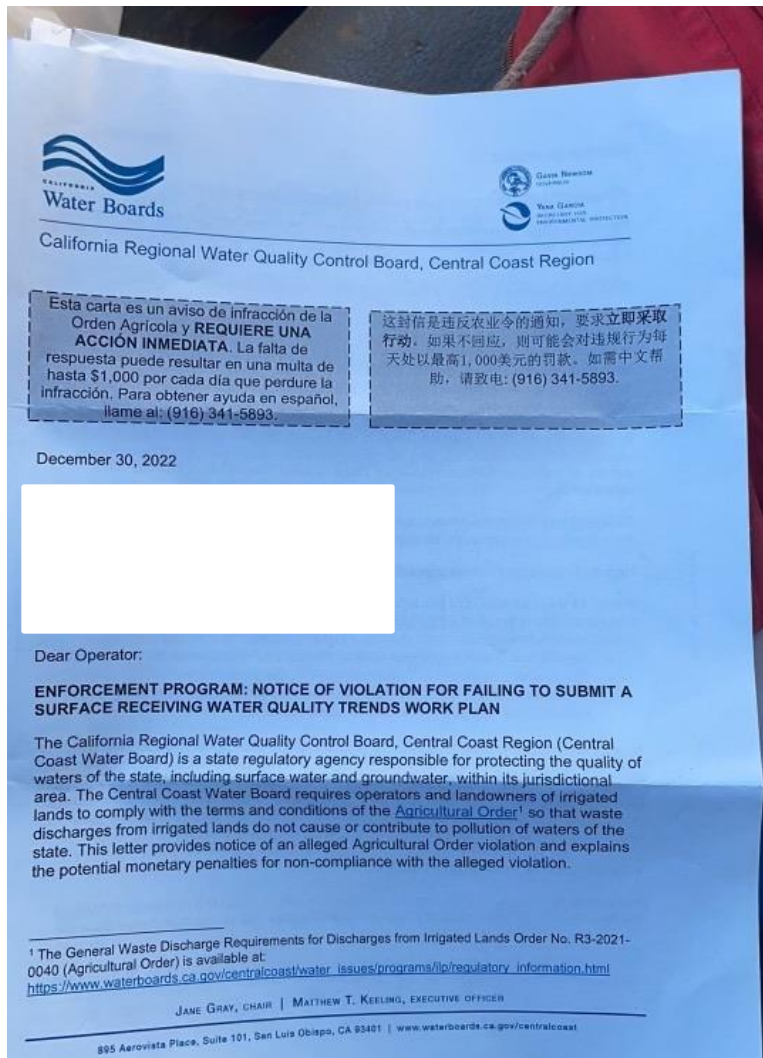 CALIFORNIA
Water Boards
GAVIN NEWSOM
GOVERNOR
YANA GARCIA
SECRETARY FOR
ENVIRONMENTAL PROTECTION
California Regional Water Quality Control Board, Central Coast Region
Esta carta es un aviso de infracción de la
Orden Agrícola y REQUIERE UNA
ACCIÓN INMEDIATA. La falta de
respuesta puede resultar en una multa de
hasta $1,000 por cada día que perdure la
infracción. Para obtener ayuda en español,
llame al: (916) 341-5893.
这封信是违反农业令的通知，要求立即采取
行动。如果不回应，则可能会对违规行为每
天处以最高1,000美元的罚款。如需中文帮
助，请致电: (916) 341-5893.
December 30, 2022
Dear Operator:
ENFORCEMENT PROGRAM: NOTICE OF VIOLATION FOR FAILING TO SUBMIT A
SURFACE RECEIVING WATER QUALITY TRENDS WORK PLAN
The California Regional Water Quality Control Board, Central Coast Region (Central
Coast Water Board) is a state regulatory agency responsible for protecting the quality of
waters of the state, including surface water and groundwater, within its jurisdictional
area. The Central Coast Water Board requires operators and landowners of irrigated
lands to comply with the terms and conditions of the Agricultural Order¹ so that waste
discharges from irrigated lands do not cause or contribute to pollution of waters of the
state. This letter provides notice of an alleged Agricultural Order violation and explains
the potential monetary penalties for non-compliance with the alleged violation.
¹ The General Waste Discharge Requirements for Discharges from Irrigated Lands Order No. R3-2021-
0040 (Agricultural Order) is available at:
https://www.waterboards.ca.gov/centralcoast/water_issues/programs/ilp/regulatory_information.html
JANE GRAY, CHAIR | MATTHEW T. KEELING, EXECUTIVE OFFICER
895 Aerovista Place, Suite 101, San Luis Obispo, CA 93401 | www.waterboards.ca.gov/centralcoast